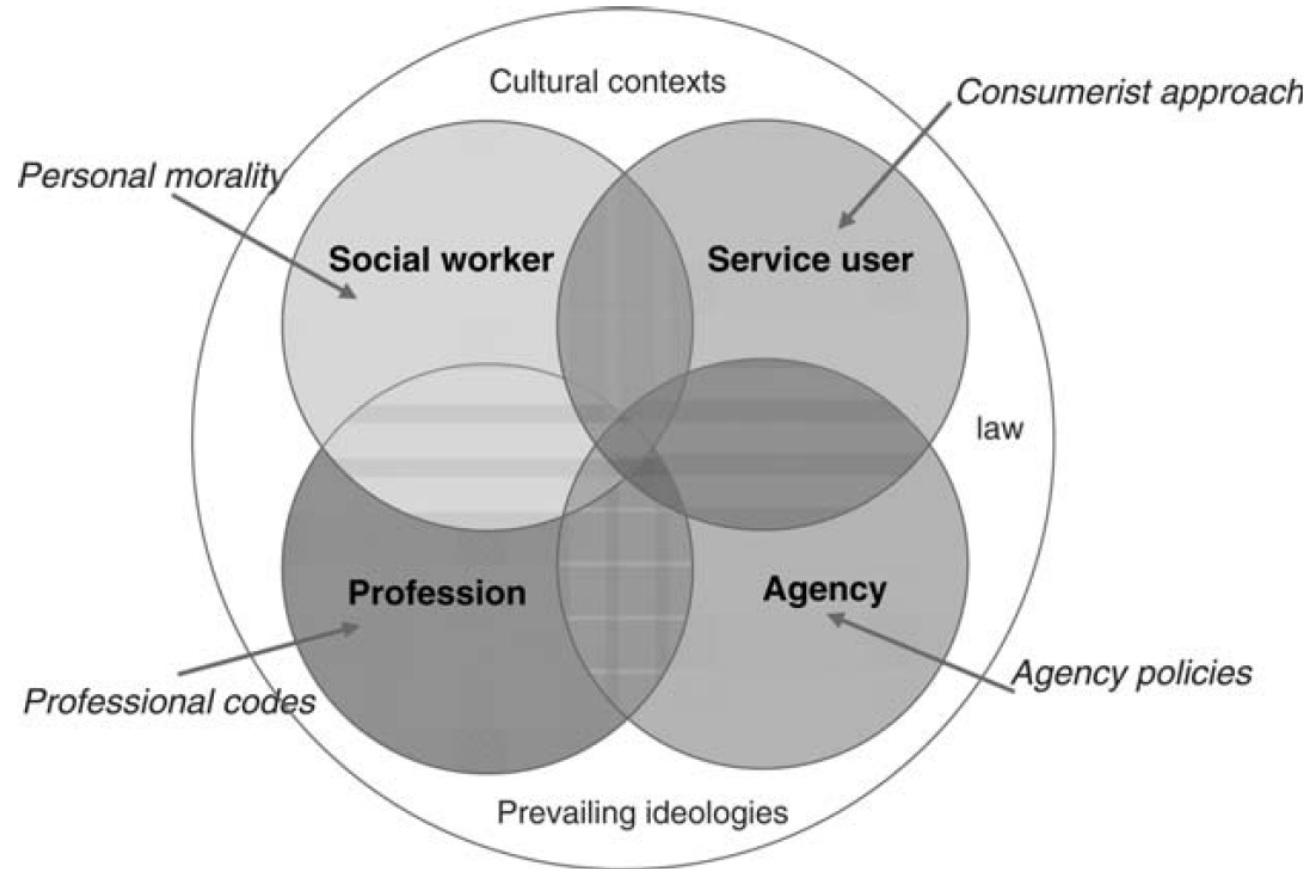 Cultural contexts
Consumerist approach
Personal morality
Social worker
Service user
law
Profession
Agency
Agency policies
Professional codes
Prevailing ideologies